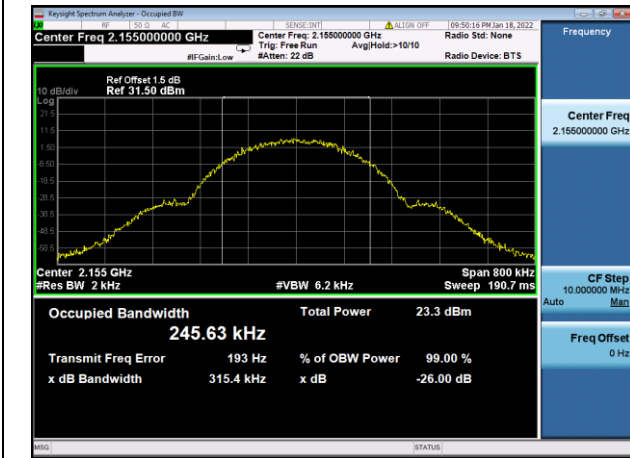 Keysight Spectrum Analyzer - Occupied BW
RF 50 Ω AC SENSE:INT ALIGN OFF 09:50:16 PM Jan 18, 2022
Center Freq 2.155000000 GHz
Center Freq: 2.155000000 GHz
Radio Std: None
Trig: Free Run Avg|Hold:>10/10
#IFGain:Low #Atten: 22 dB Radio Device: BTS
Frequency
Ref Offset 1.5 dB
10 dB/div Ref 31.50 dBm
Log
21.5
11.5
1.50
-8.50
-18.5
-28.5
-38.5
-48.5
-58.5
Center Freq
2.155000000 GHz
Center 2.155 GHz Span 800 kHz
#Res BW 2 kHz #VBW 6.2 kHz Sweep 190.7 ms
CF Step
10.000000 MHz
Auto Man
Occupied Bandwidth Total Power 23.3 dBm
245.63 kHz
Transmit Freq Error 193 Hz % of OBW Power 99.00 %
x dB Bandwidth 315.4 kHz x dB -26.00 dB
Freq Offset
0 Hz
MSG STATUS